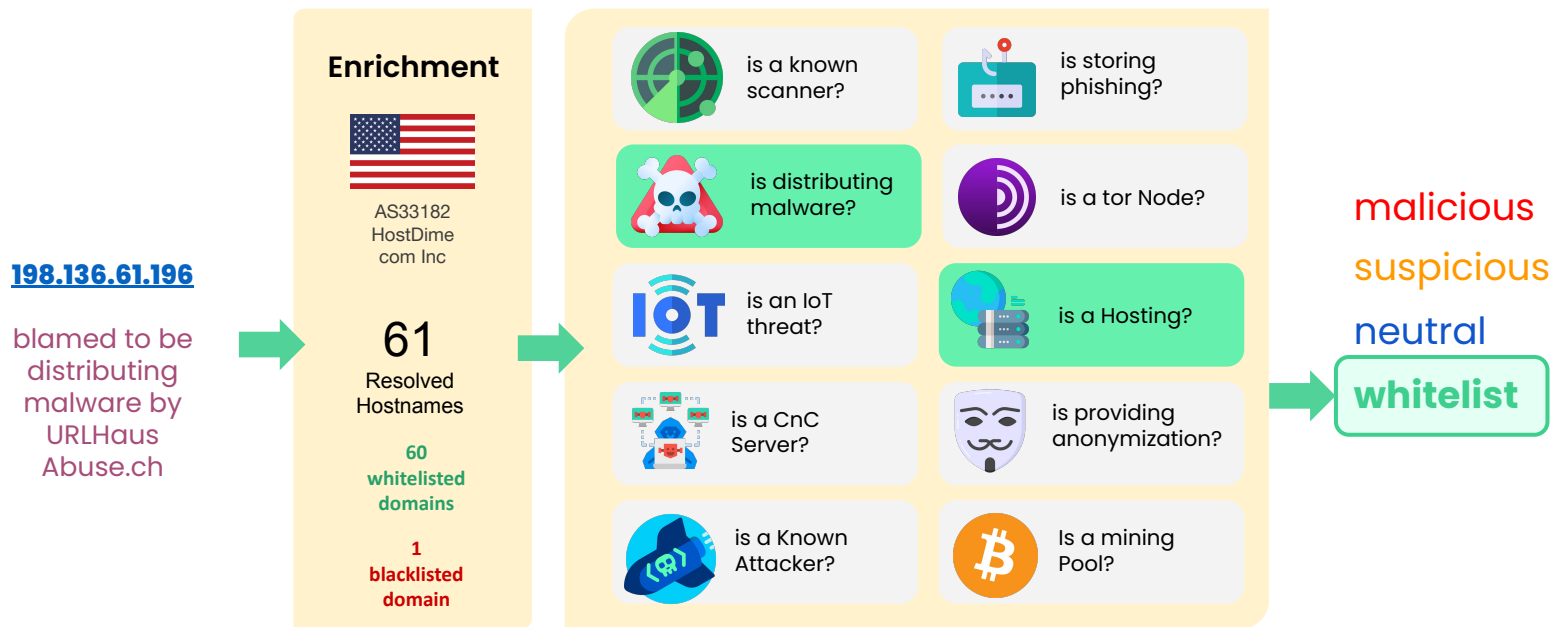 198.136.61.196
blamed to be
distributing
malware by
URLHaus
Abuse.ch
Enrichment
AS33182
HostDime
com Inc
61
Resolved
Hostnames
60
whitelisted
domains
1
blacklisted
domain
is a known
scanner?
is storing
phishing?
is distributing
malware?
is a tor Node?
IoT
is an IoT
threat?
is a Hosting?
is a CnC
Server?
is providing
anonymization?
is a Known
Attacker?
Is a mining
Pool?
malicious
suspicious
neutral
whitelist